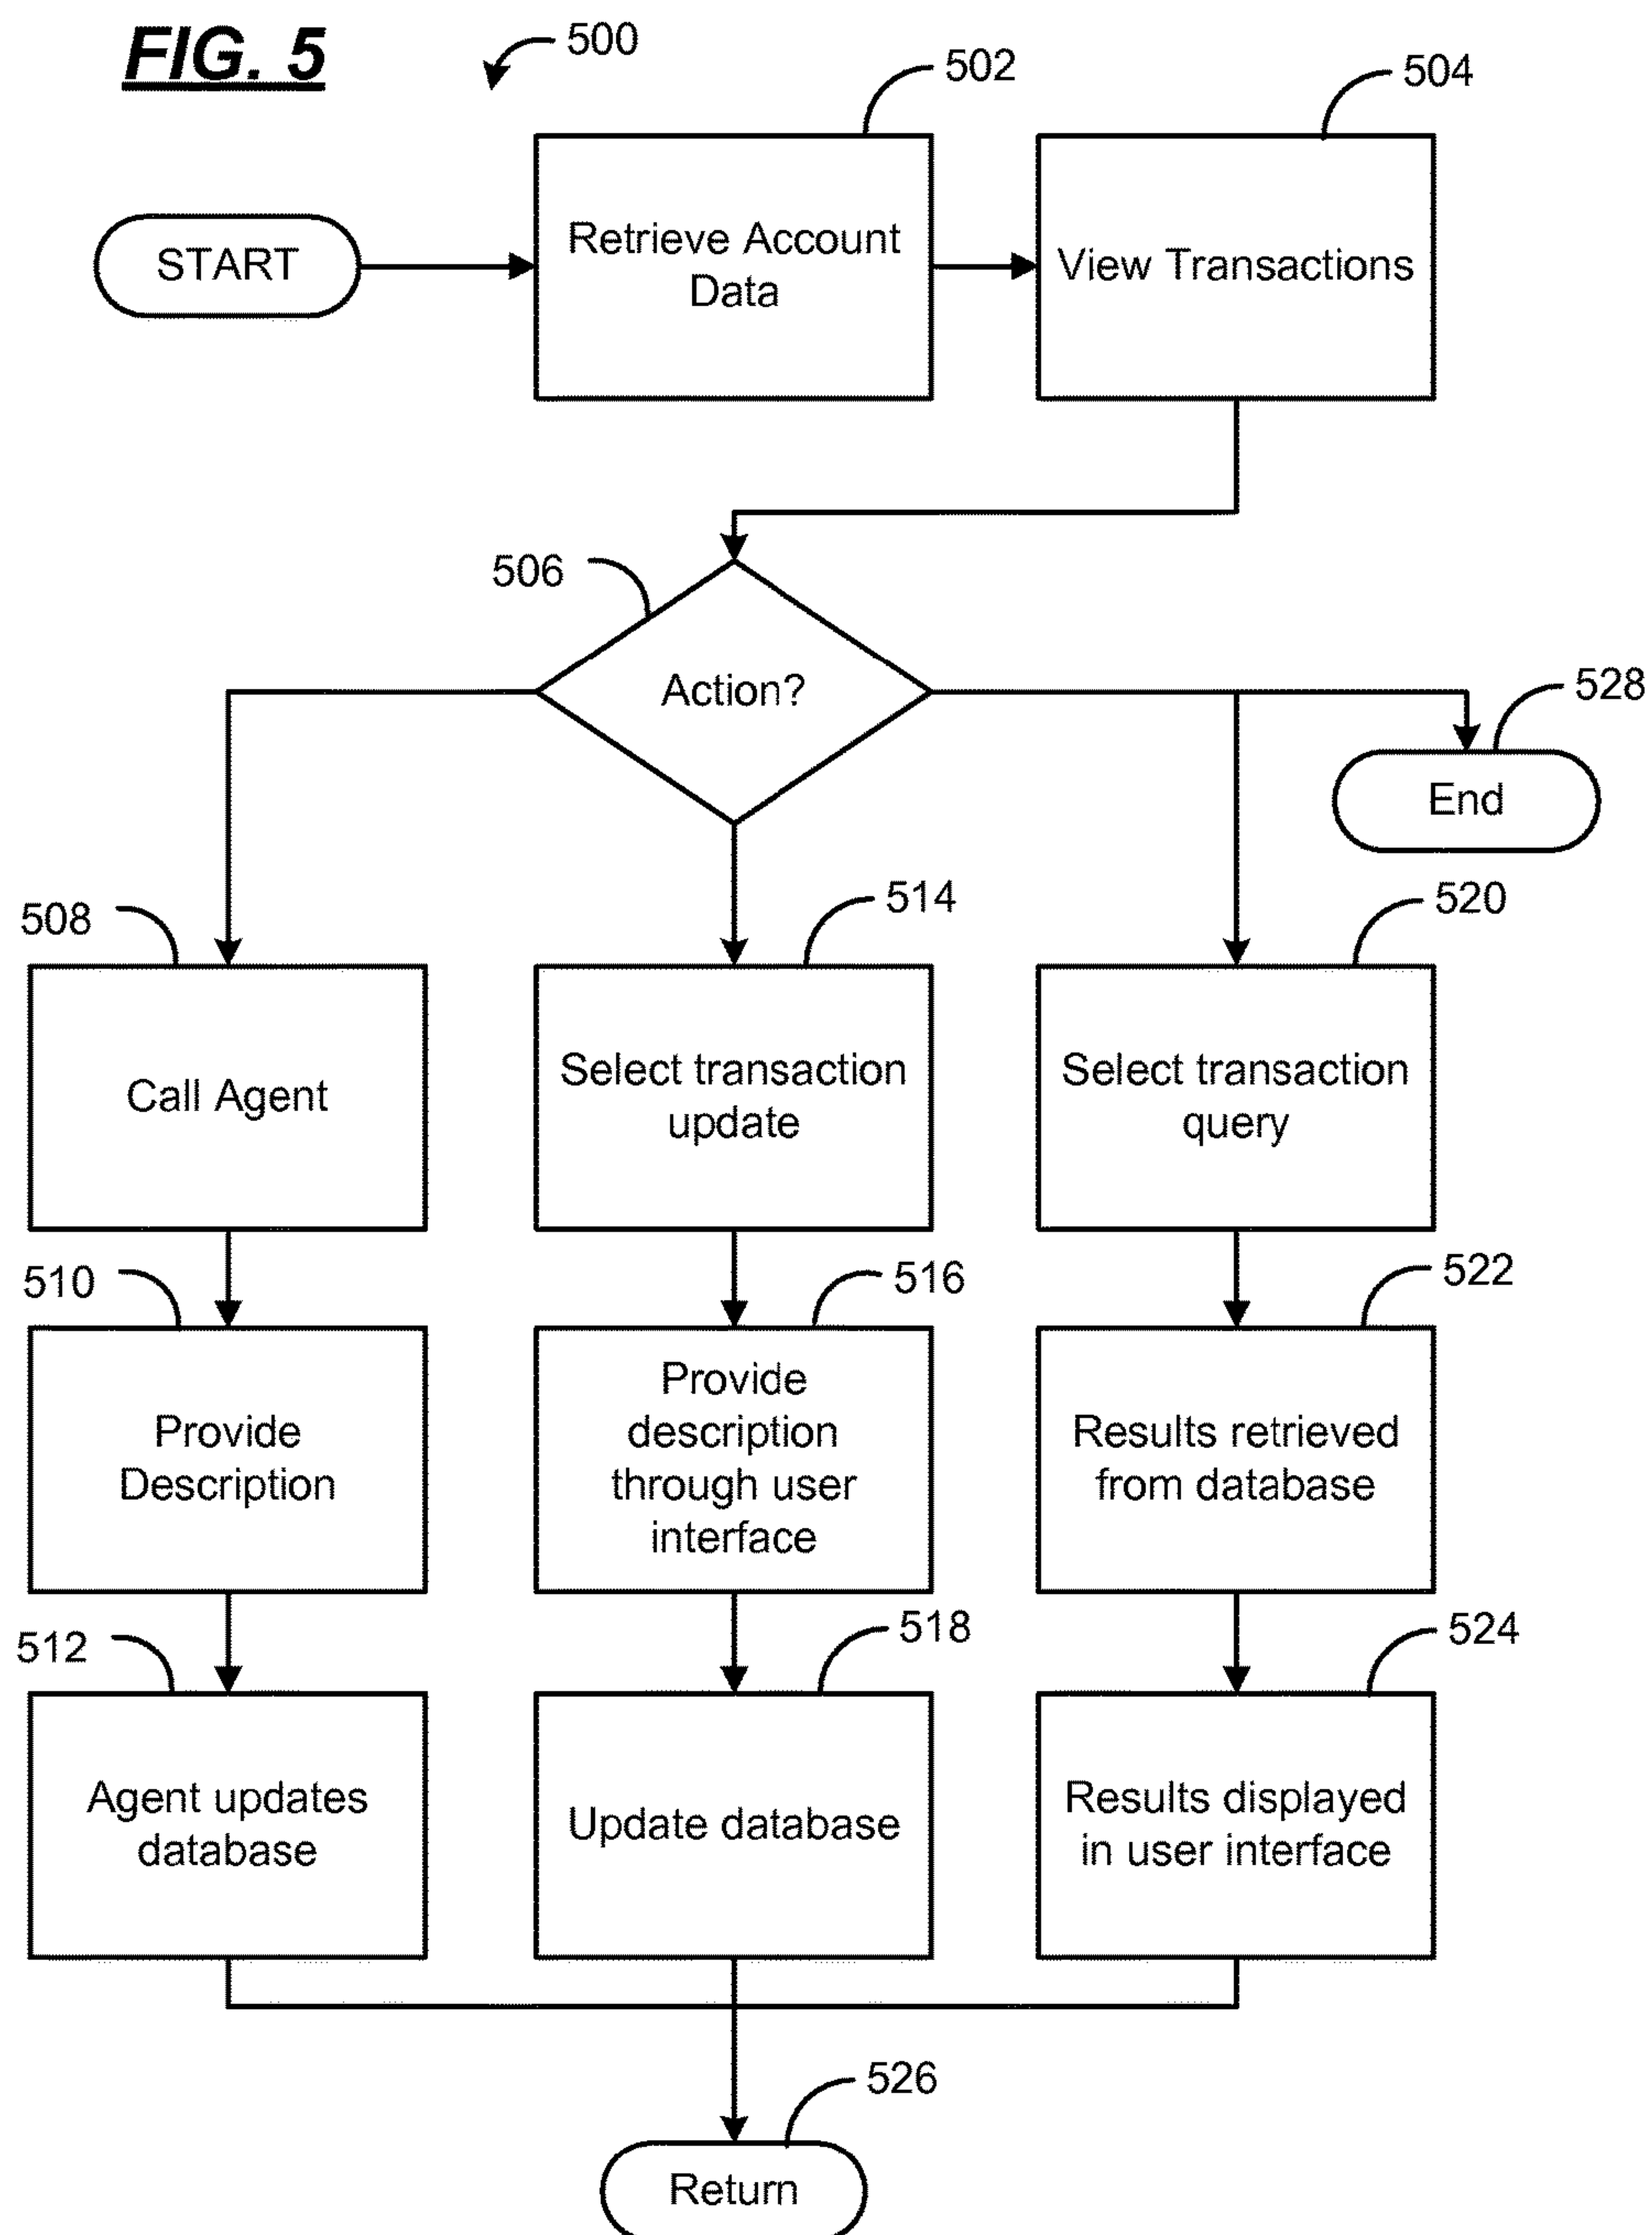 FIG. 5
500
502
504
START
Retrieve Account
Data
View Transactions
506
Action?
528
End
508
514
520
Call Agent
Select transaction
update
Select transaction
query
510
516
522
Provide
Description
Provide
description
through user
interface
Results retrieved
from database
512
518
524
Agent updates
database
Update database
Results displayed
in user interface
526
Return